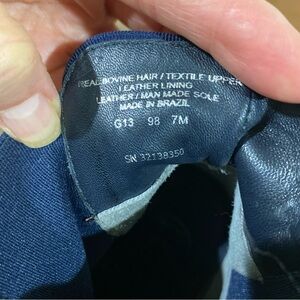 REAL BOVINE HAIR / TEXTILE UPPER
LEATHER LINING
LEATHER / MAN MADE SOLE
MADE IN BRAZIL
G13 98 7M
SN 32138350